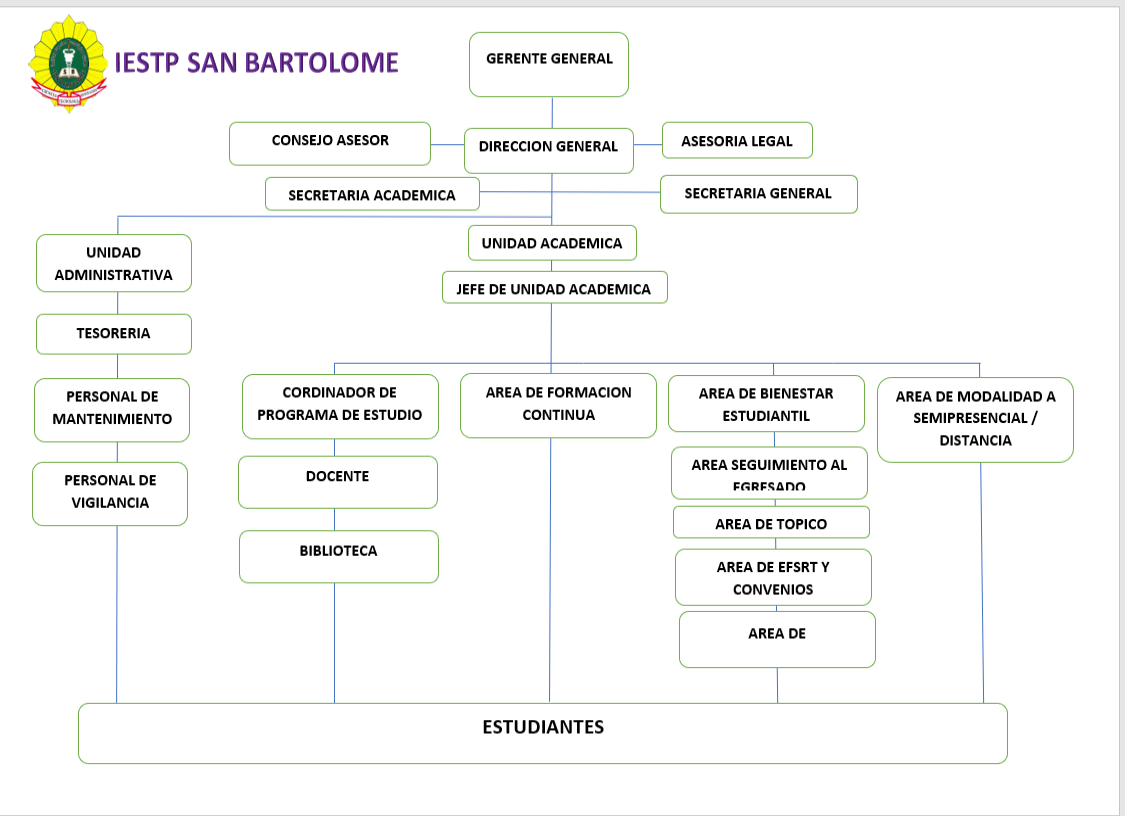 IESTP SAN BARTOLOME
GERENTE GENERAL
CONSEJO ASESOR
DIRECCION GENERAL
ASESORIA LEGAL
SECRETARIA ACADEMICA
SECRETARIA GENERAL
UNIDAD
ADMINISTRATIVA
UNIDAD ACADEMICA
JEFE DE UNIDAD ACADEMICA
TESORERIA
PERSONAL DE
MANTENIMIENTO
PERSONAL DE
VIGILANCIA
CORDINADOR DE
PROGRAMA DE ESTUDIO
DOCENTE
BIBLIOTECA
AREA DE FORMACION
CONTINUA
AREA DE BIENESTAR
ESTUDIANTIL
AREA SEGUIMIENTO AL
EGRESADO
AREA DE TOPICO
AREA DE EFSRT Y
CONVENIOS
AREA DE
AREA DE MODALIDAD A
SEMIPRESENCIAL /
DISTANCIA
ESTUDIANTES